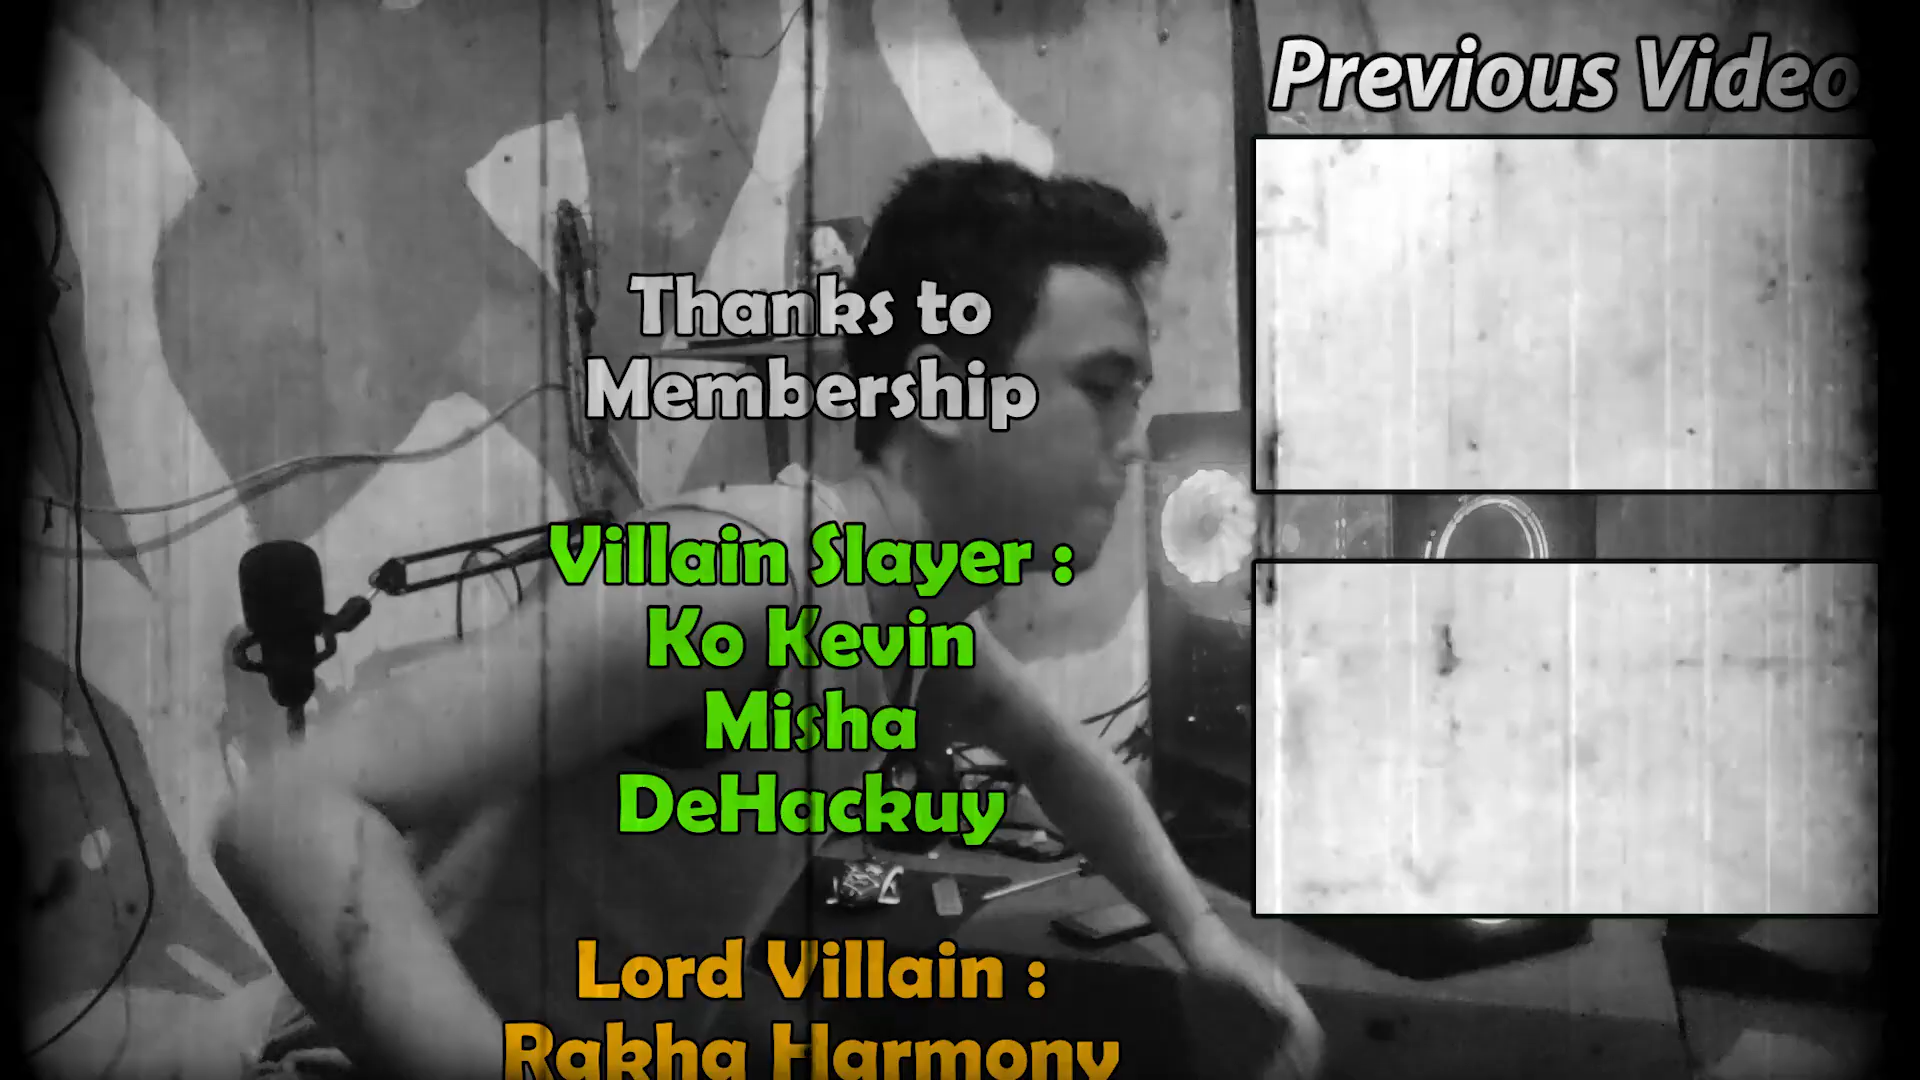 Previous Video
Thanks to
Membership
Villain Slayer :
Ko Kevin
Misha
DeHackuy
Lord Villain :
Rakha Harmony